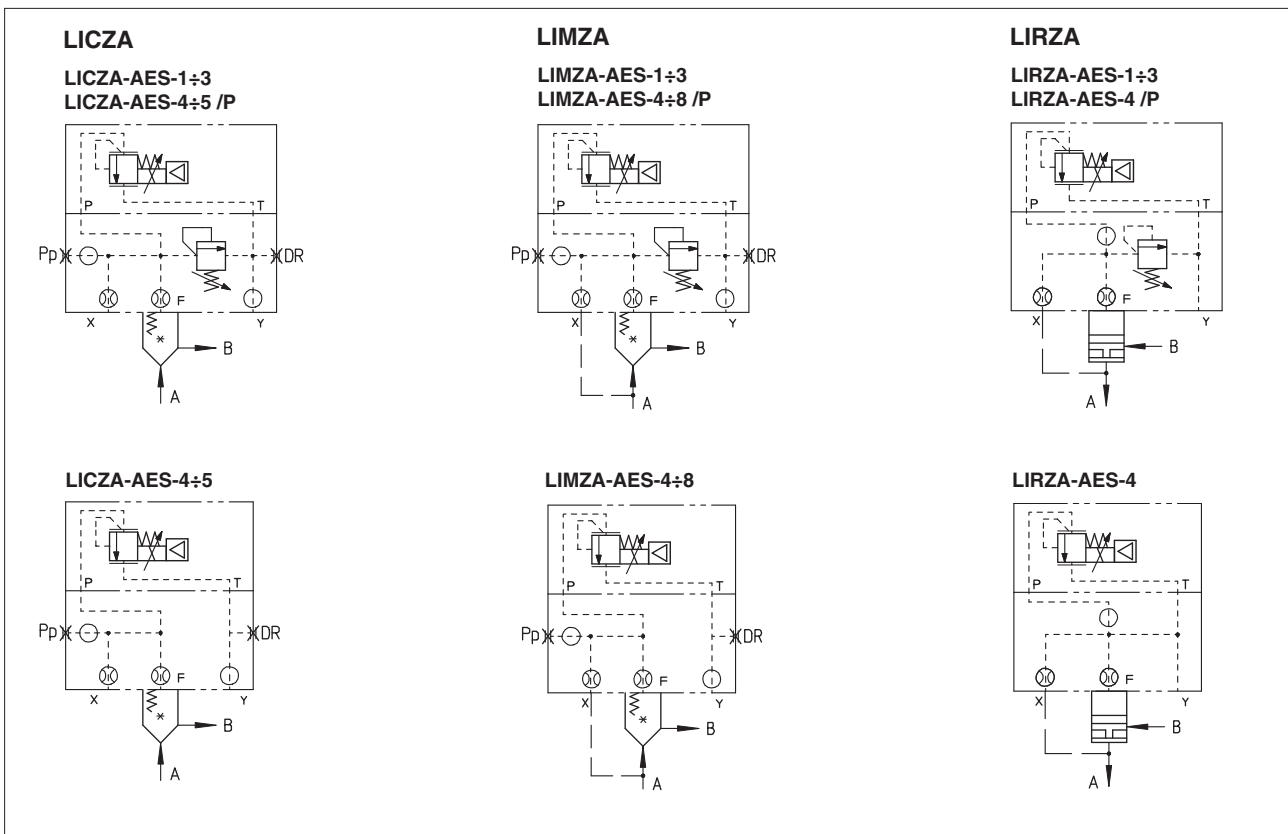 LICZA
LICZA-AES-1÷3
LICZA-AES-4÷5 /P
P
T
Pp
DR
F
X
Y
B
A
LIMZA
LIMZA-AES-1÷3
LIMZA-AES-4÷8 /P
P
T
Pp
DR
F
X
Y
B
A
LIRZA
LIRZA-AES-1÷3
LIRZA-AES-4 /P
P
T
F
X
Y
B
A
LICZA-AES-4÷5
P
T
Pp
DR
F
X
Y
B
A
LIMZA-AES-4÷8
P
T
Pp
DR
F
X
Y
B
A
LIRZA-AES-4
P
T
F
X
Y
B
A